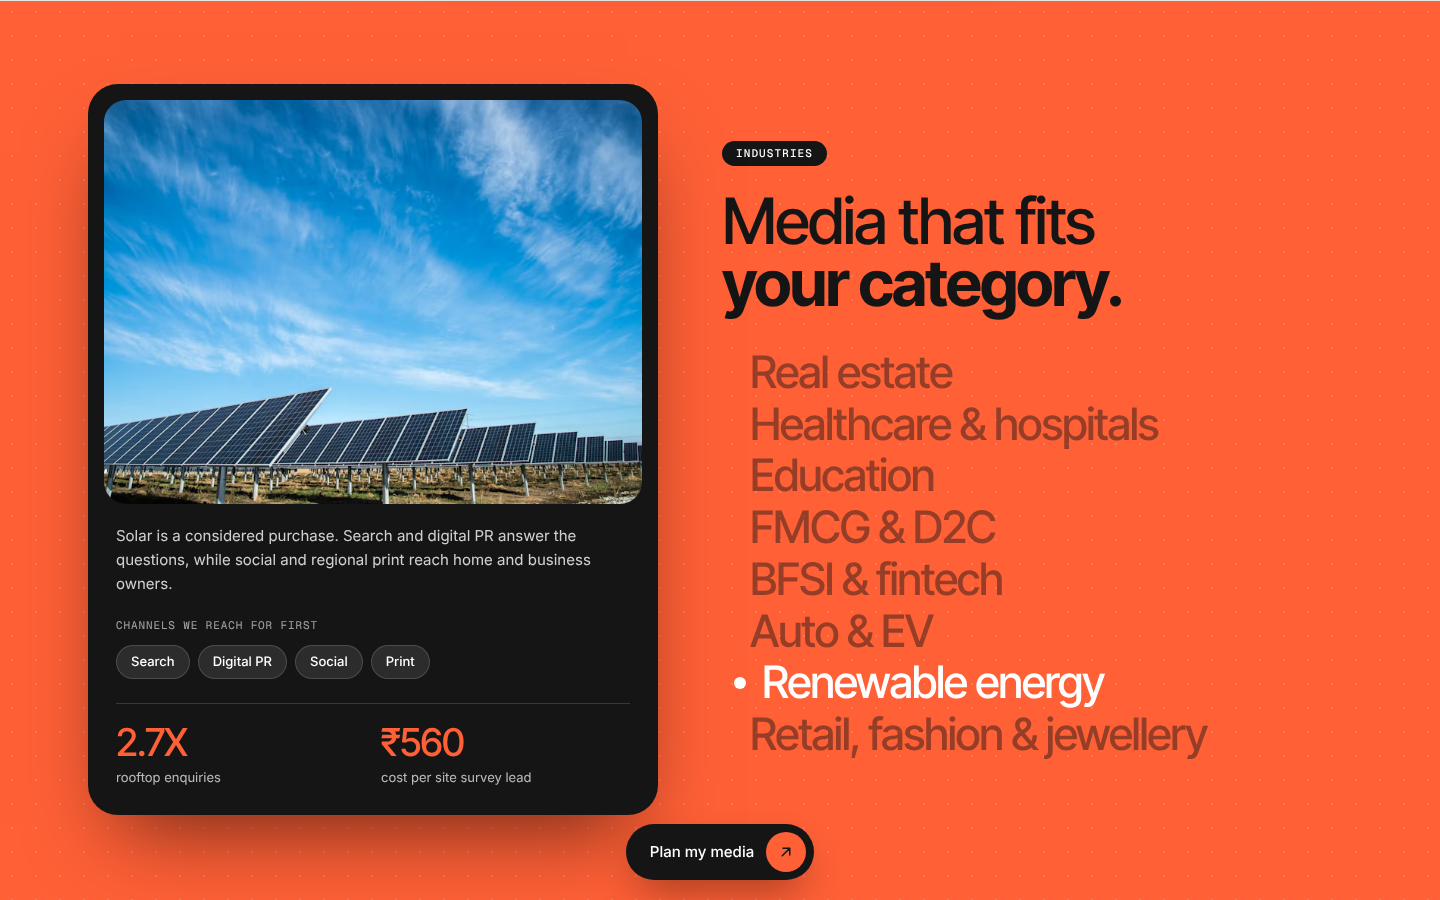 Solar is a considered purchase. Search and digital PR answer the
questions, while social and regional print reach home and business
owners.
CHANNELS WE REACH FOR FIRST
Search
Digital PR
Social
Print
2.7X
rooftop enquiries
₹560
cost per site survey lead
INDUSTRIES
Media that fits
your category.
Real estate
Healthcare & hospitals
Education
FMCG & D2C
BFSI & fintech
Auto & EV
• Renewable energy
Retail, fashion & jewellery
Plan my media